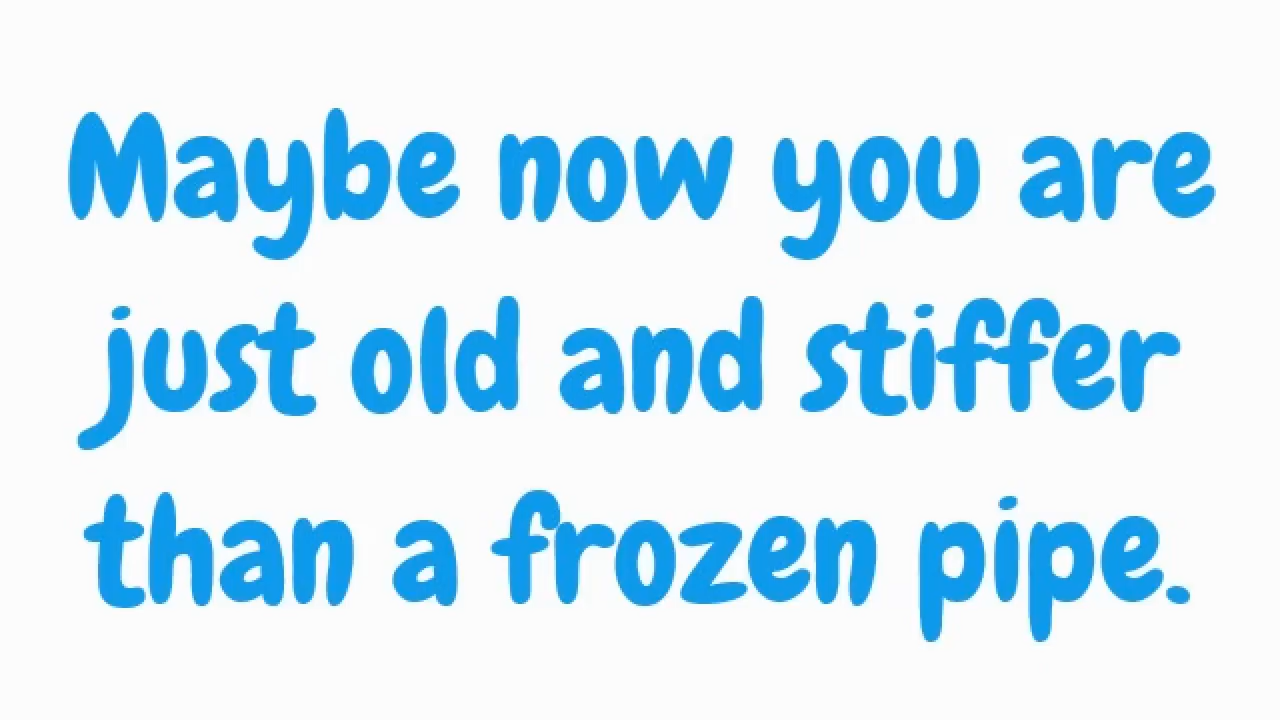 Maybe now you are
just old and stiffer
than a frozen pipe.